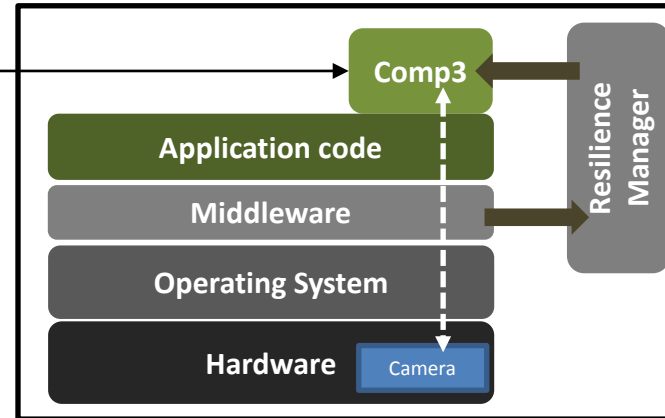 Comp3
Resilience
Manager
Application code
Middleware
Operating System
Hardware
Camera